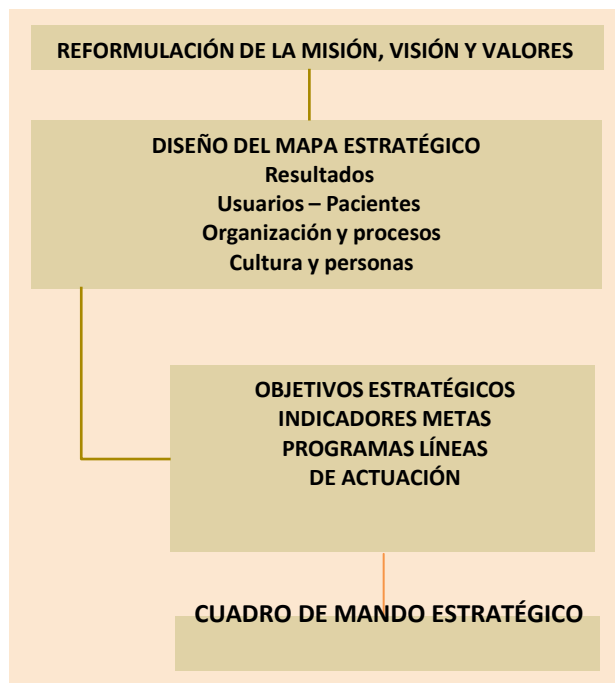 REFORMULACIÓN DE LA MISIÓN, VISIÓN Y VALORES
DISEÑO DEL MAPA ESTRATÉGICO
Resultados
Usuarios – Pacientes
Organización y procesos
Cultura y personas
OBJETIVOS ESTRATÉGICOS
INDICADORES METAS
PROGRAMAS LÍNEAS
DE ACTUACIÓN
CUADRO DE MANDO ESTRATÉGICO